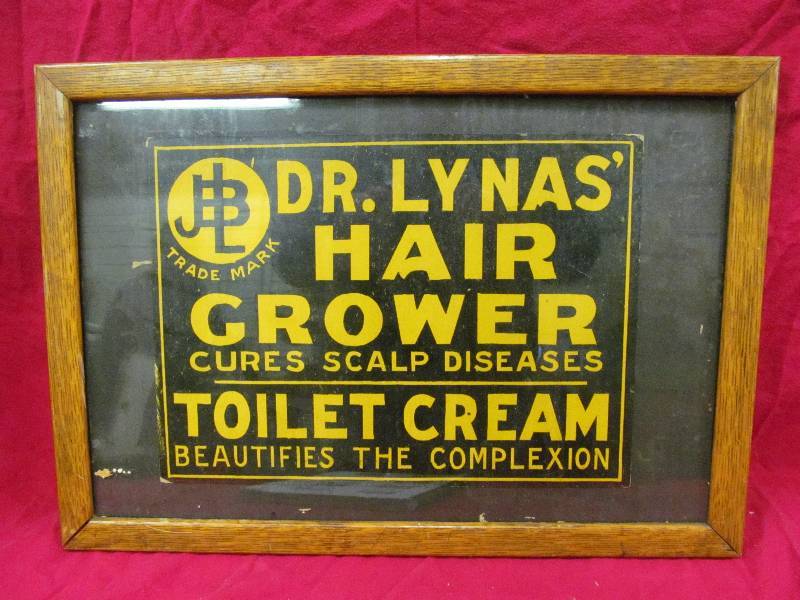 JBL
TRADE MARK
DR. LYNAS'
HAIR
GROWER
CURES SCALP DISEASES
TOILET CREAM
BEAUTIFIES THE COMPLEXION